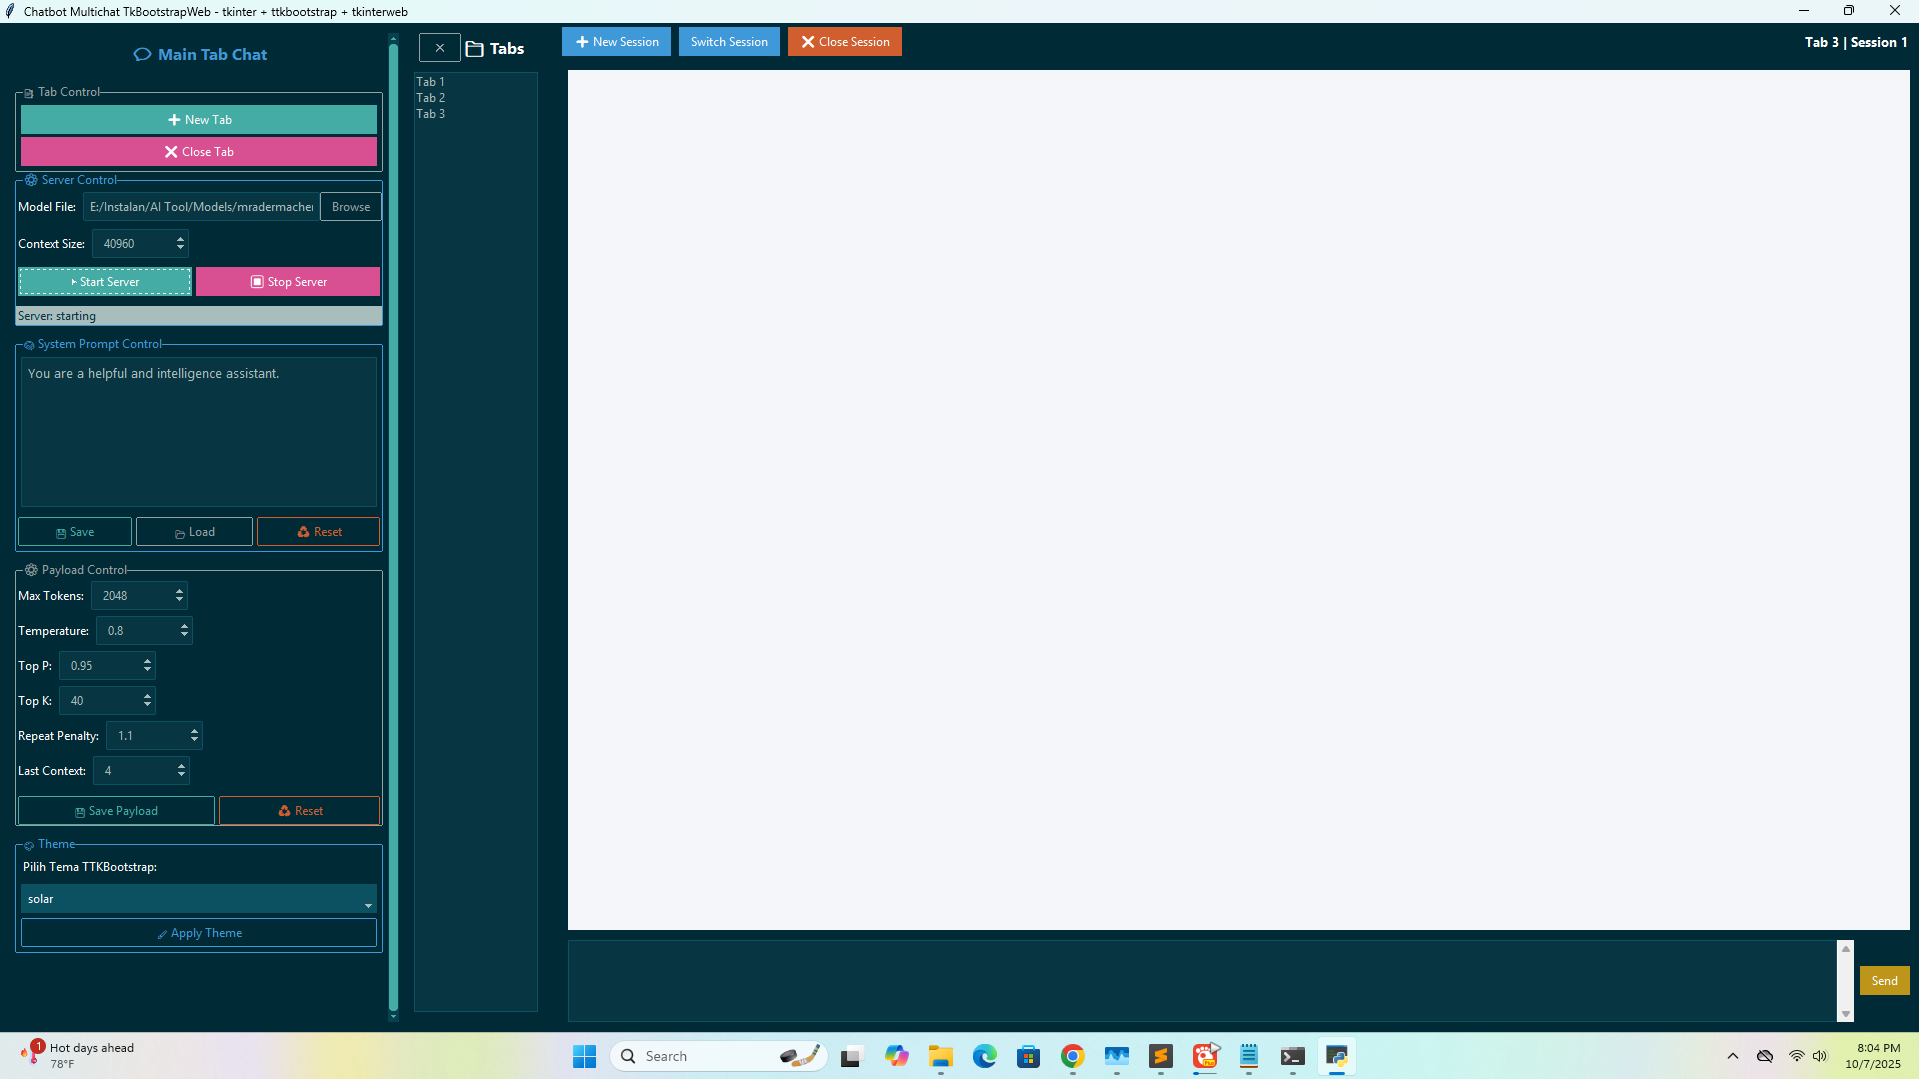 Chatbot Multichat TkBootstrapWeb - tkinter + ttkbootstrap + tkinterweb
Main Tab Chat
Tab Control
New Tab
Close Tab
Server Control
Model File: E:/Instalan/AI Tool/Models/mradermacher Browse
Context Size: 40960
Start Server Stop Server
Server: starting
System Prompt Control
You are a helpful and intelligence assistant.
Save Load Reset
Payload Control
Max Tokens: 2048
Temperature: 0.8
Top P: 0.95
Top K: 40
Repeat Penalty: 1.1
Last Context: 4
Save Payload Reset
Theme
Pilih Tema TTKBootstrap:
solar
Apply Theme
Tabs
Tab 1
Tab 2
Tab 3
New Session Switch Session Close Session
Tab 3 | Session 1
Send
1 Hot days ahead
78°F
Search
8:04 PM
10/7/2025